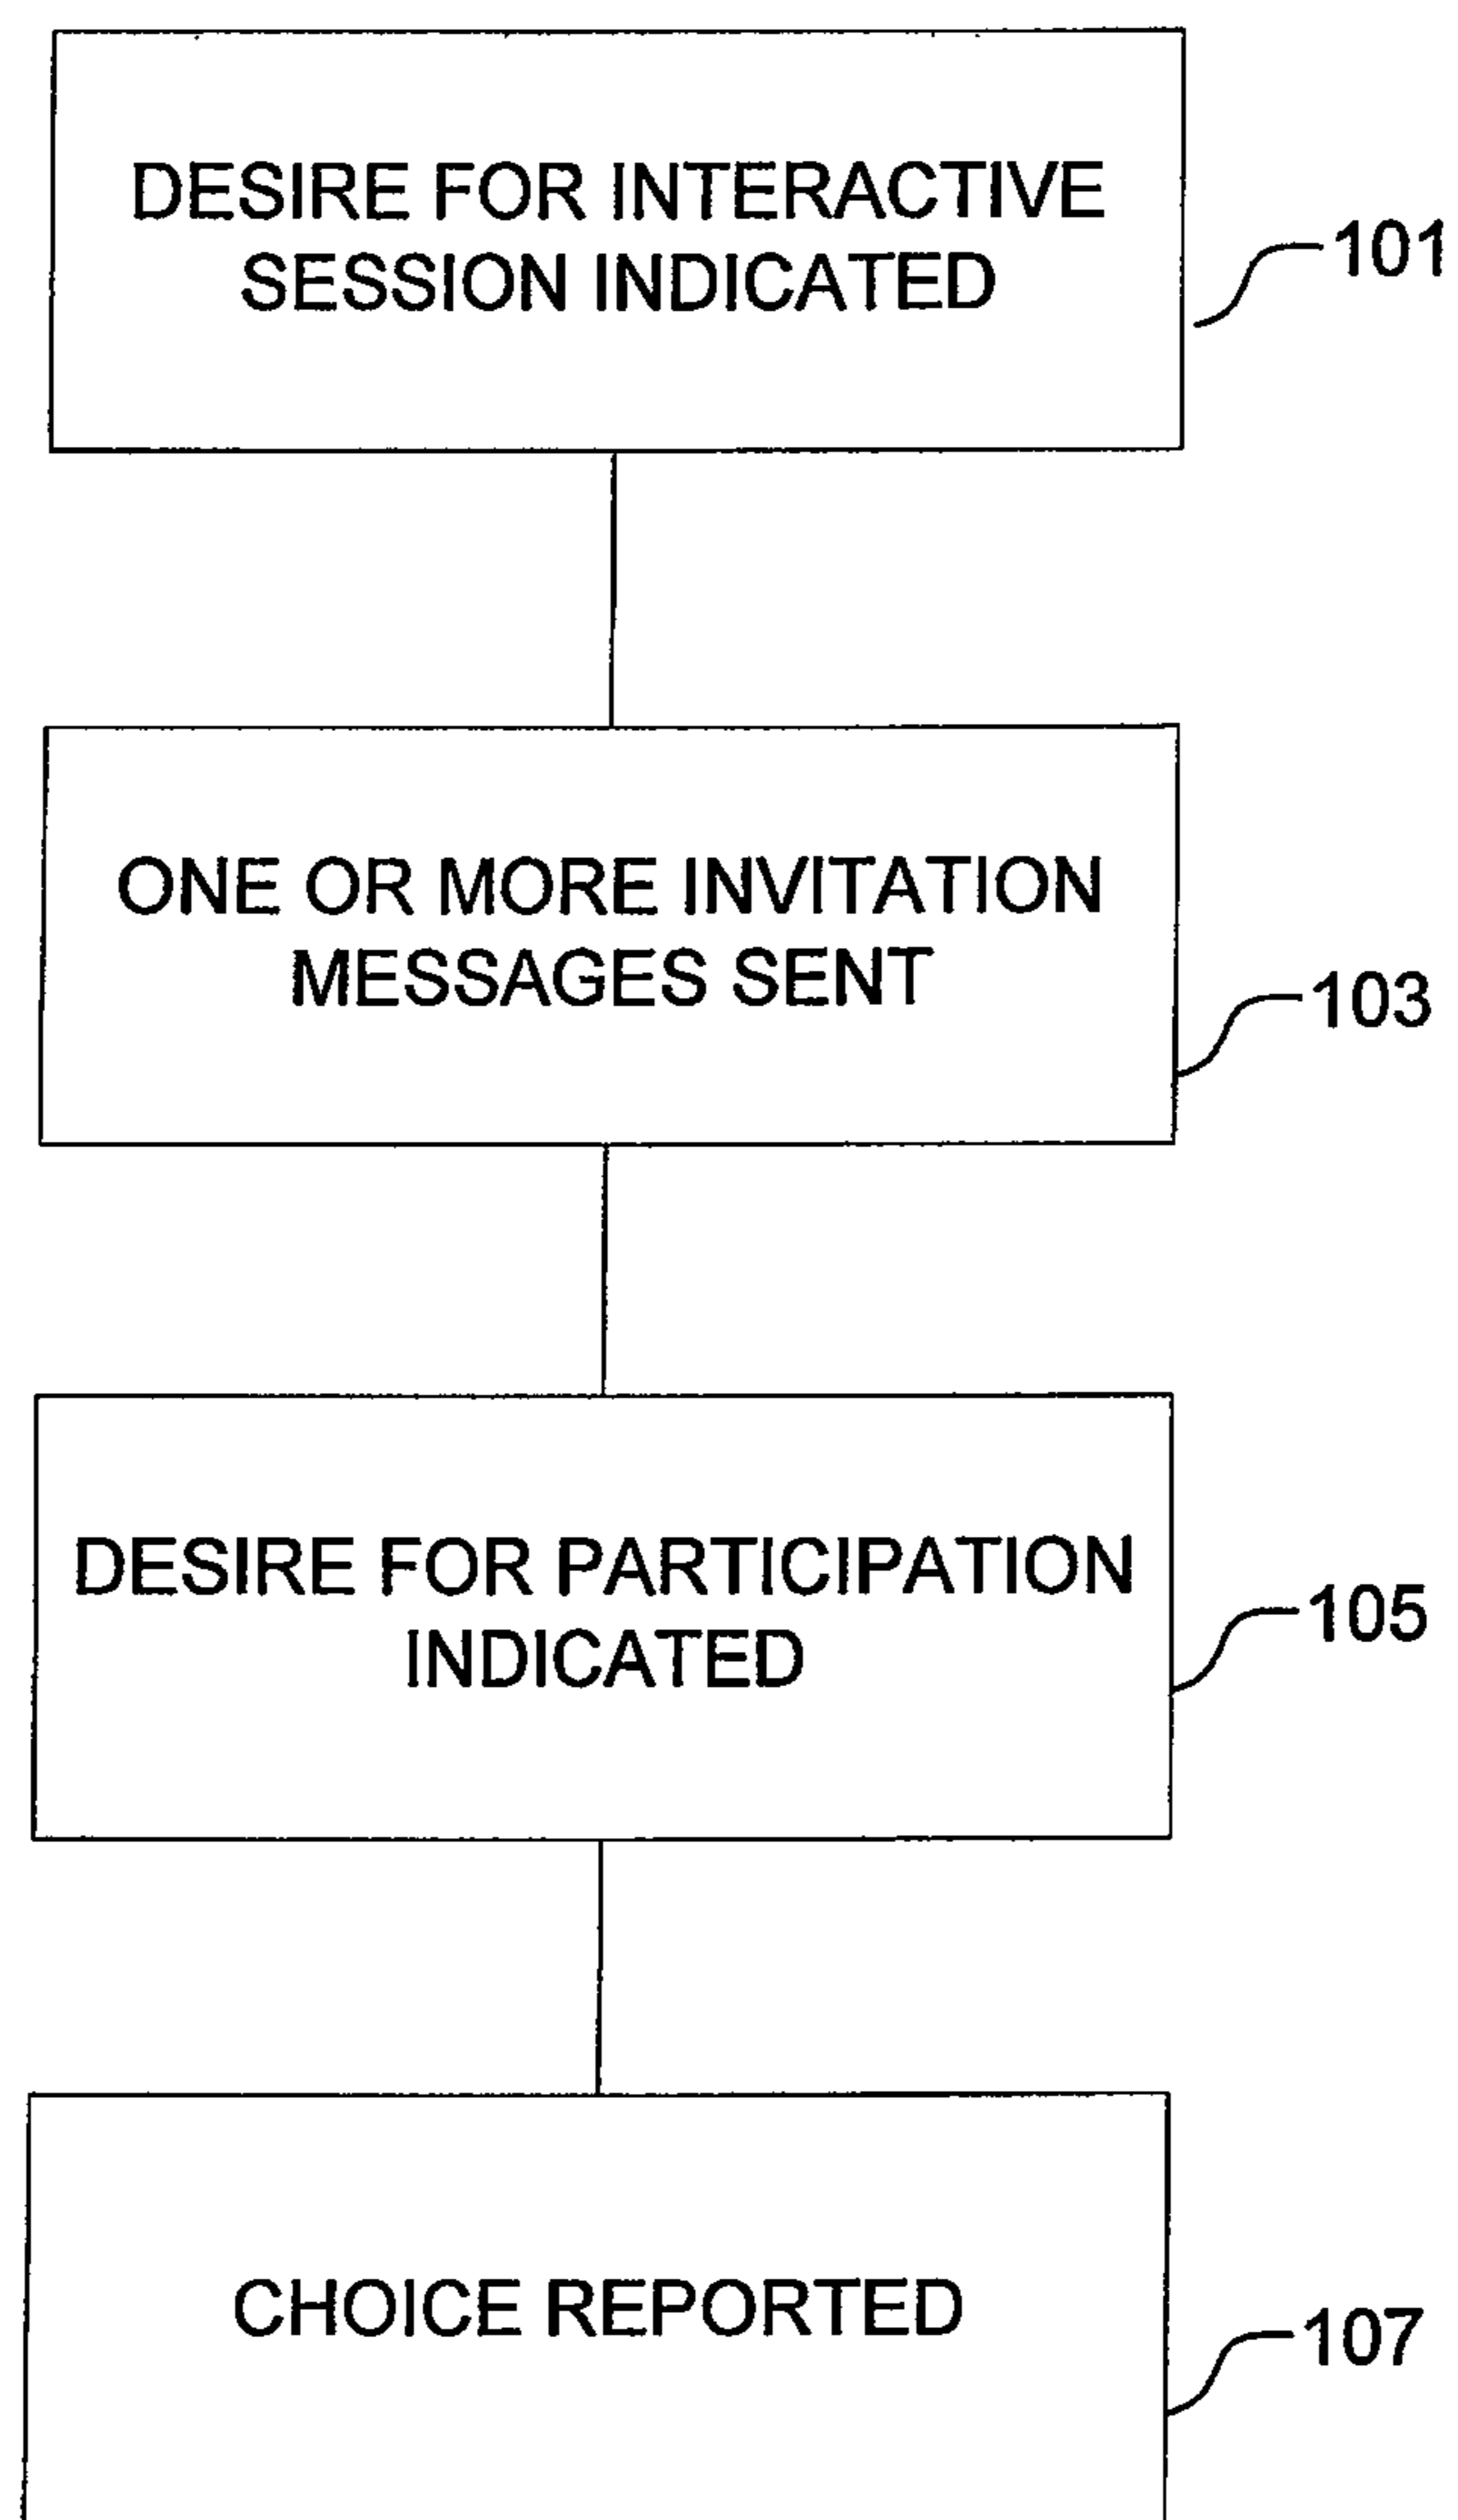 DESIRE FOR INTERACTIVE
SESSION INDICATED
101
ONE OR MORE INVITATION
MESSAGES SENT
103
DESIRE FOR PARTICIPATION
INDICATED
105
CHOICE REPORTED
107